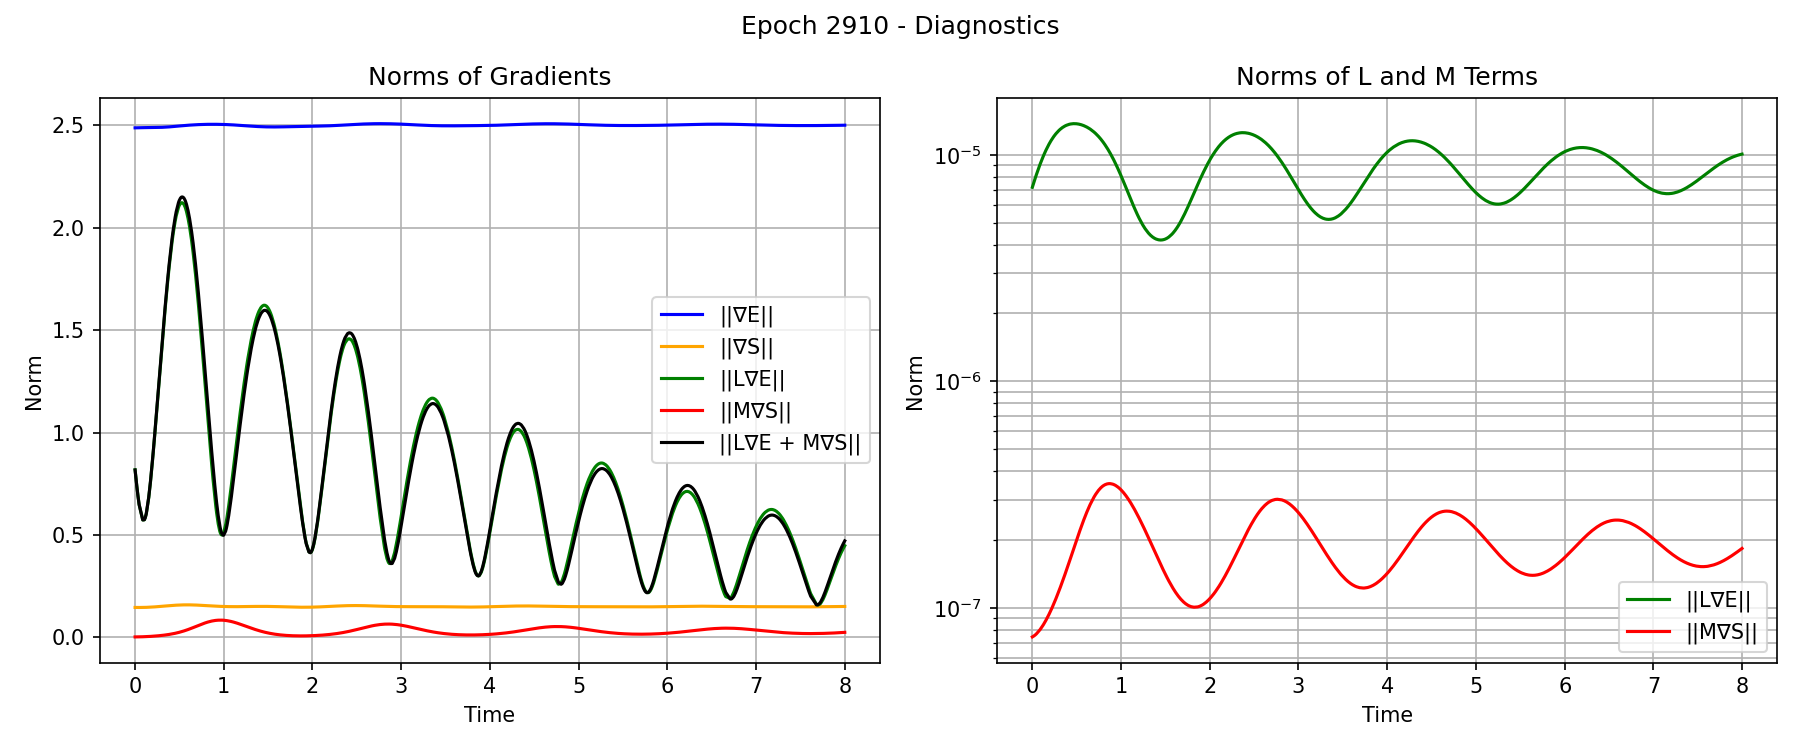 Epoch 2910 - Diagnostics
Norms of Gradients
Norm
2.5
2.0
1.5
1.0
0.5
0.0
||∇E||
||∇S||
||L∇E||
||M∇S||
||L∇E + M∇S||
0 1 2 3 4 5 6 7 8
Time
Norms of L and M Terms
Norm
10⁻⁵
10⁻⁶
10⁻⁷
||L∇E||
||M∇S||
0 1 2 3 4 5 6 7 8
Time